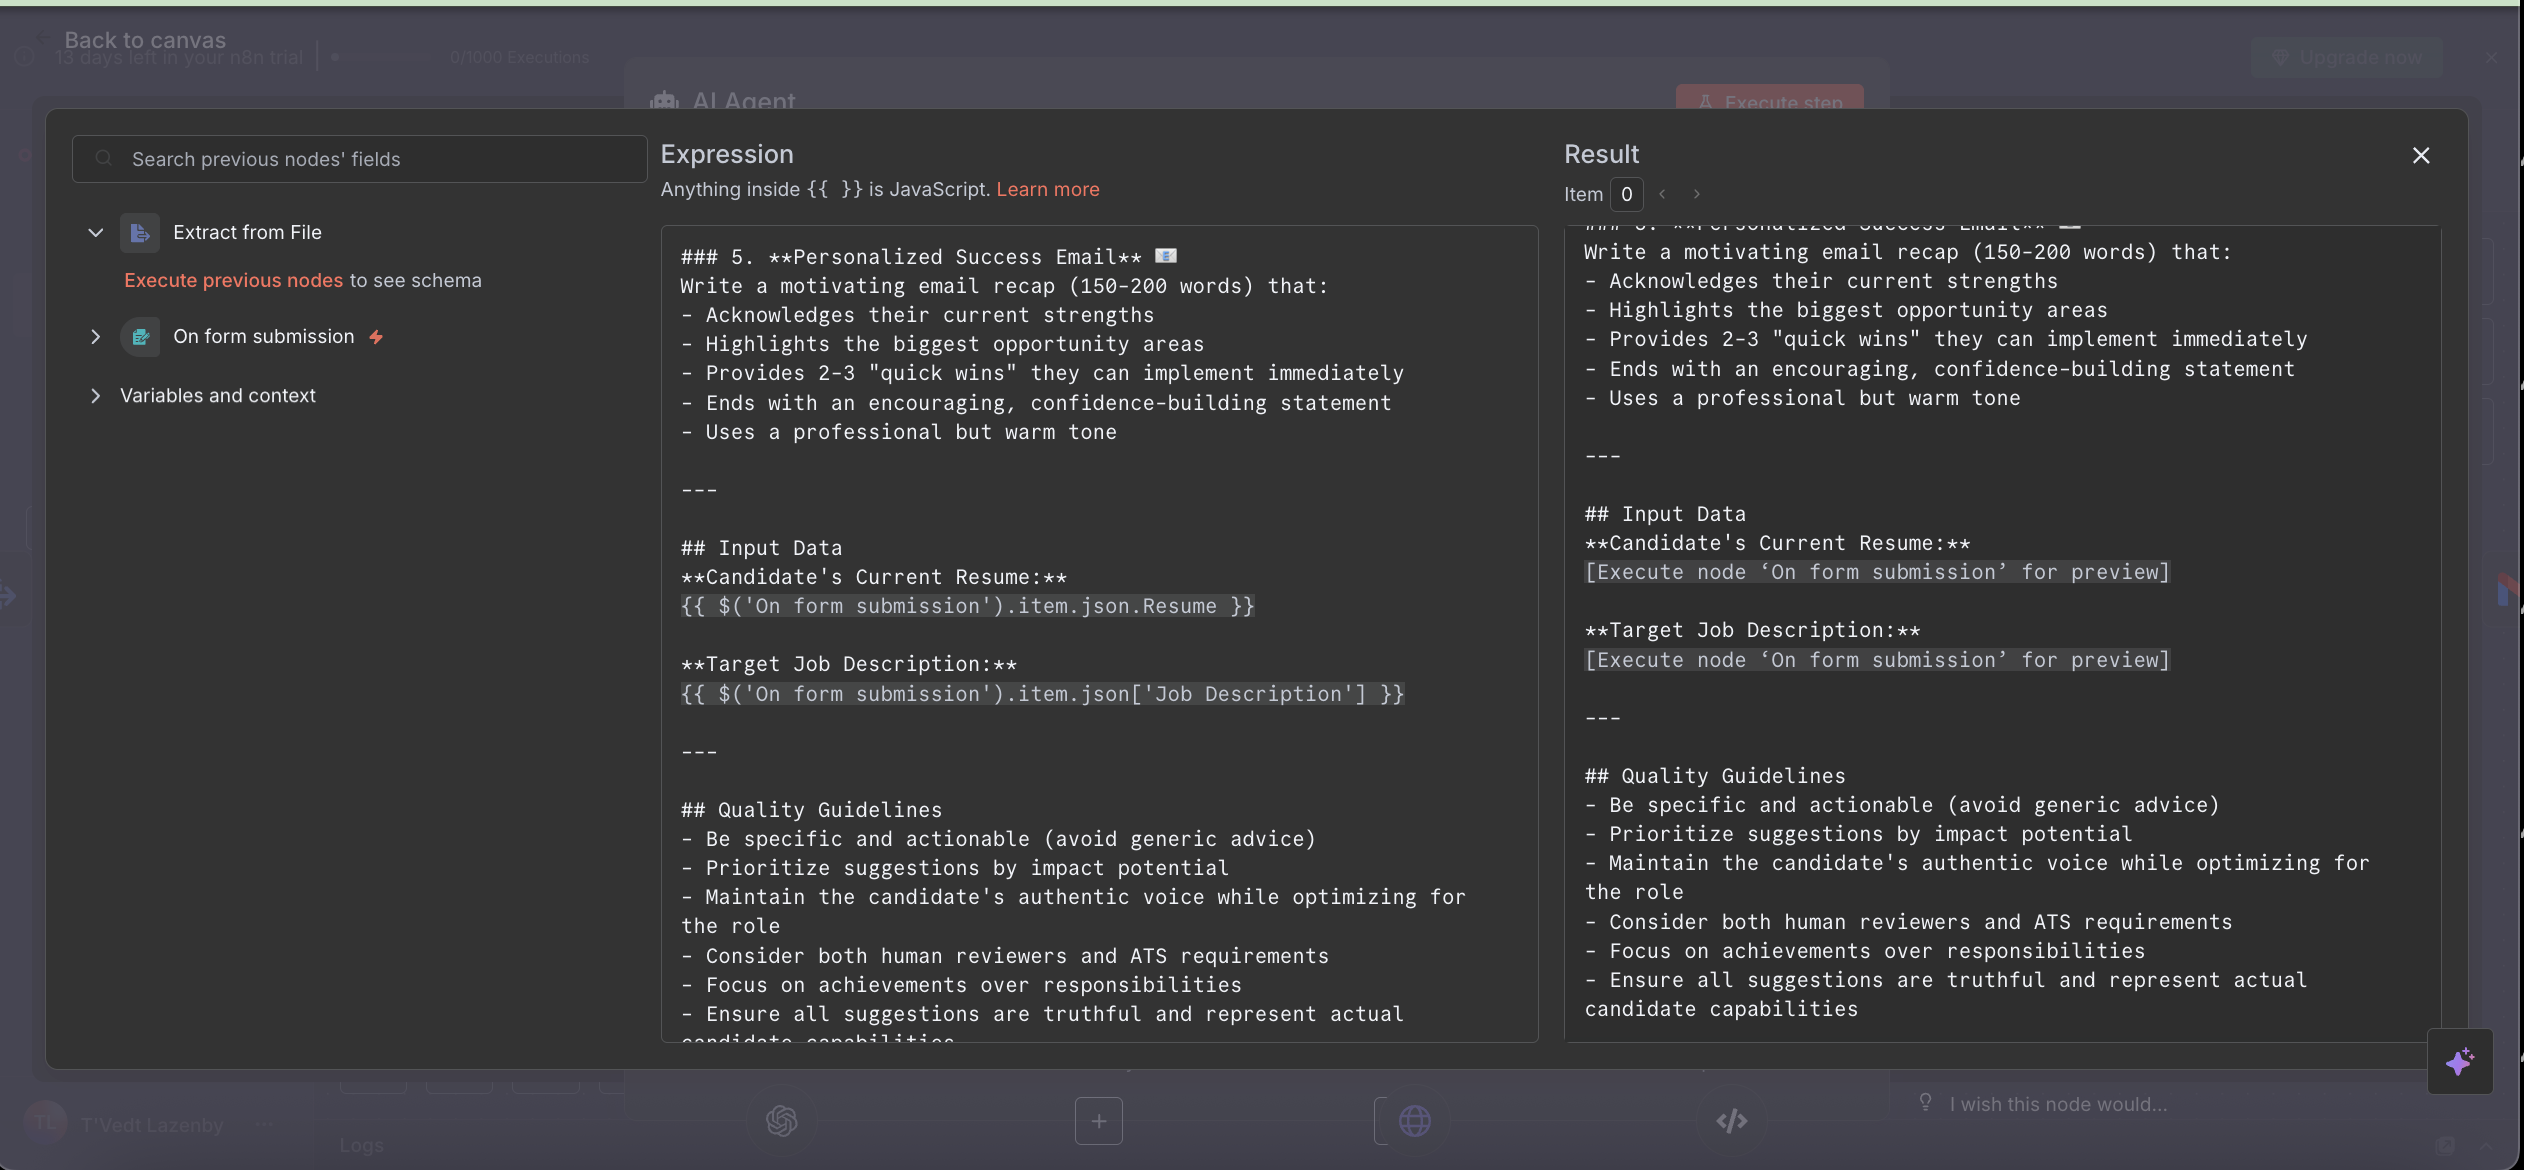 Back to canvas
13 days left in your n8n trial
0/1000 Executions
Upgrade now
AI Agent
Execute step
Search previous nodes' fields
Extract from File
Execute previous nodes to see schema
On form submission
Variables and context
Expression
Anything inside {{ }} is JavaScript. Learn more
### 5. **Personalized Success Email** 📧
Write a motivating email recap (150-200 words) that:
- Acknowledges their current strengths
- Highlights the biggest opportunity areas
- Provides 2-3 "quick wins" they can implement immediately
- Ends with an encouraging, confidence-building statement
- Uses a professional but warm tone
---
## Input Data
**Candidate's Current Resume:**
{{ $('On form submission').item.json.Resume }}
**Target Job Description:**
{{ $('On form submission').item.json['Job Description'] }}
---
## Quality Guidelines
- Be specific and actionable (avoid generic advice)
- Prioritize suggestions by impact potential
- Maintain the candidate's authentic voice while optimizing for
the role
- Consider both human reviewers and ATS requirements
- Focus on achievements over responsibilities
- Ensure all suggestions are truthful and represent actual
candidate capabilities
Result
Item 0
### 5. **Personalized Success Email**
Write a motivating email recap (150-200 words) that:
- Acknowledges their current strengths
- Highlights the biggest opportunity areas
- Provides 2-3 "quick wins" they can implement immediately
- Ends with an encouraging, confidence-building statement
- Uses a professional but warm tone
---
## Input Data
**Candidate's Current Resume:**
[Execute node ‘On form submission’ for preview]
**Target Job Description:**
[Execute node ‘On form submission’ for preview]
---
## Quality Guidelines
- Be specific and actionable (avoid generic advice)
- Prioritize suggestions by impact potential
- Maintain the candidate's authentic voice while optimizing for
the role
- Consider both human reviewers and ATS requirements
- Focus on achievements over responsibilities
- Ensure all suggestions are truthful and represent actual
candidate capabilities
TL
T'Vedt Lazenby
Logs
I wish this node would...